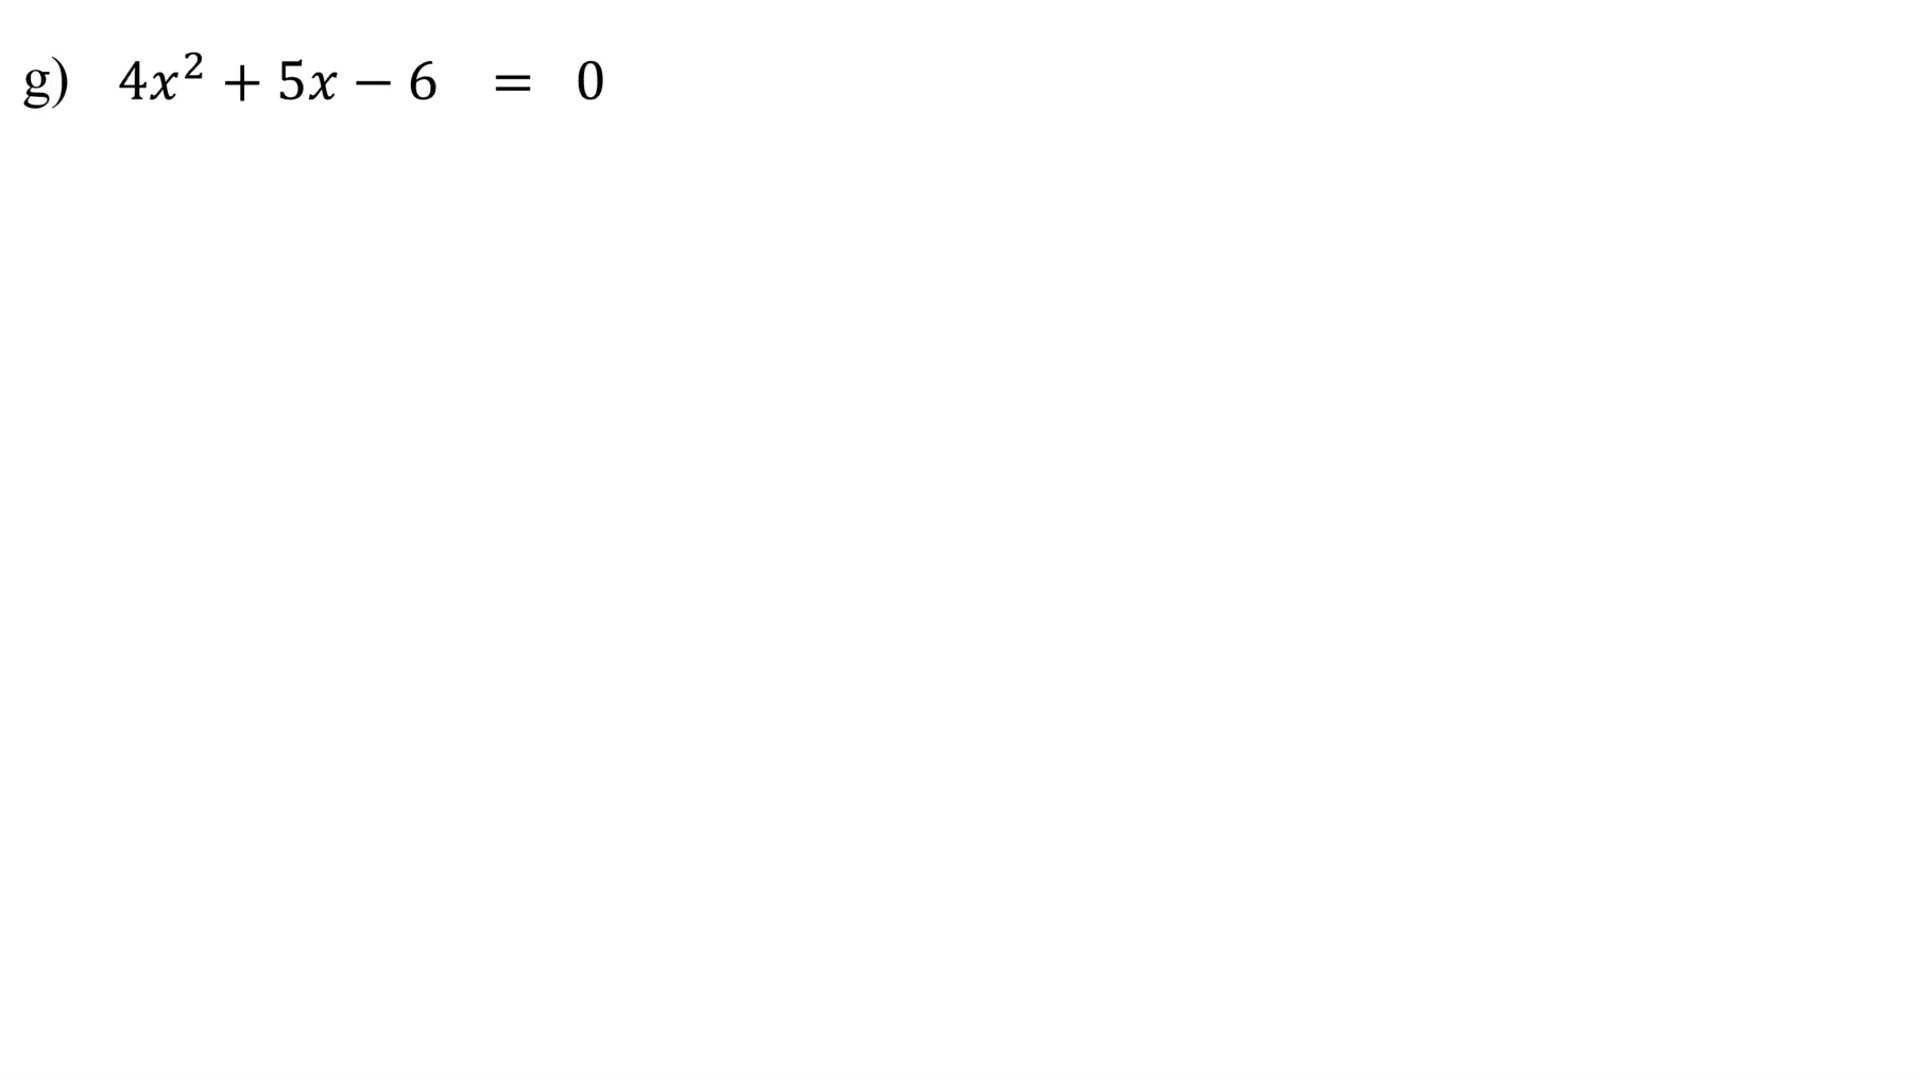 g) 4x² + 5x − 6 = 0